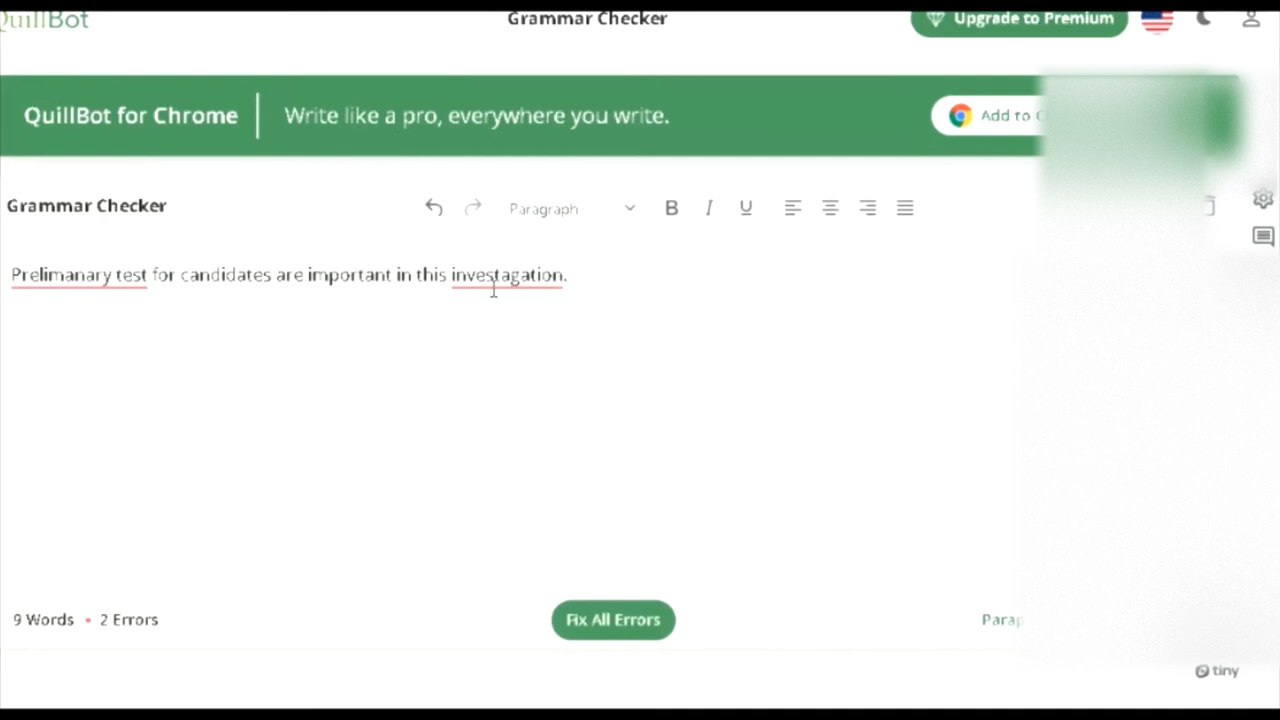 QuillBot
Grammar Checker
Upgrade to Premium
QuillBot for Chrome
Write like a pro, everywhere you write.
Add to
Grammar Checker
Paragraph
B I U
Prelimanary test for candidates are important in this investagation.
9 Words • 2 Errors
Fix All Errors
tiny